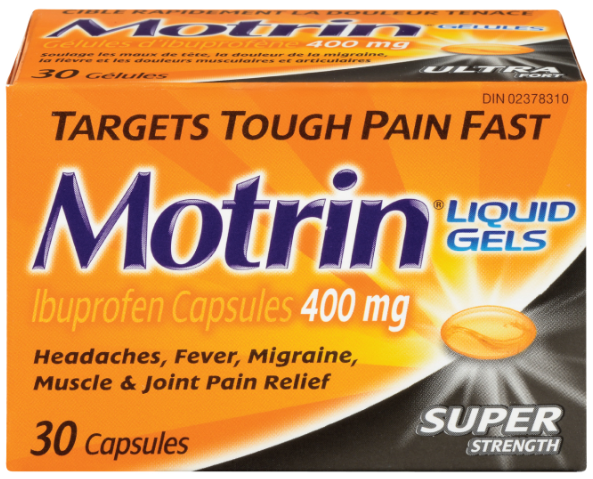 CIBLE RAPIDEMENT LA DOULEUR TENACE
Motrin GÉLULES
Gélules d'ibuprofène 400 mg
Soulage les maux de tête, la douleur de la migraine,
la fièvre et les douleurs musculaires et articulaires
30 Gélules
ULTRA
FORT
DIN 02378310
TARGETS TOUGH PAIN FAST
Motrin® LIQUID
GELS
Ibuprofen Capsules 400 mg
Headaches, Fever, Migraine,
Muscle & Joint Pain Relief
30 Capsules
SUPER
STRENGTH